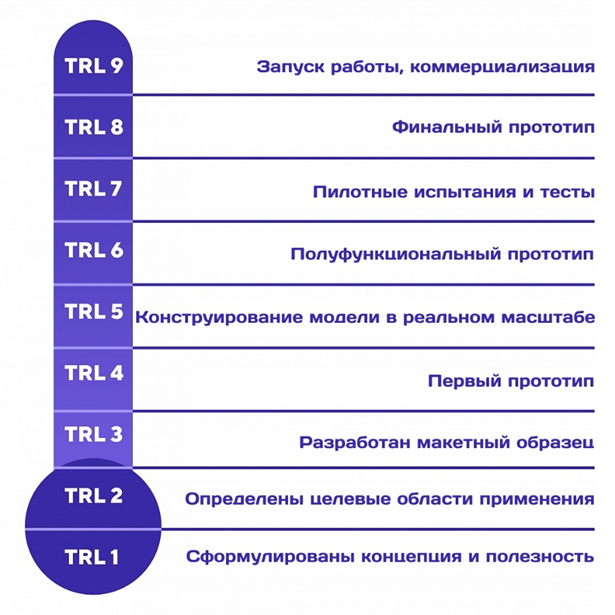 TRL 9 Запуск работы, коммерциализация
TRL 8 Финальный прототип
TRL 7 Пилотные испытания и тесты
TRL 6 Полуфункциональный прототип
TRL 5 Конструирование модели в реальном масштабе
TRL 4 Первый прототип
TRL 3 Разработан макетный образец
TRL 2 Определены целевые области применения
TRL 1 Сформулированы концепция и полезность